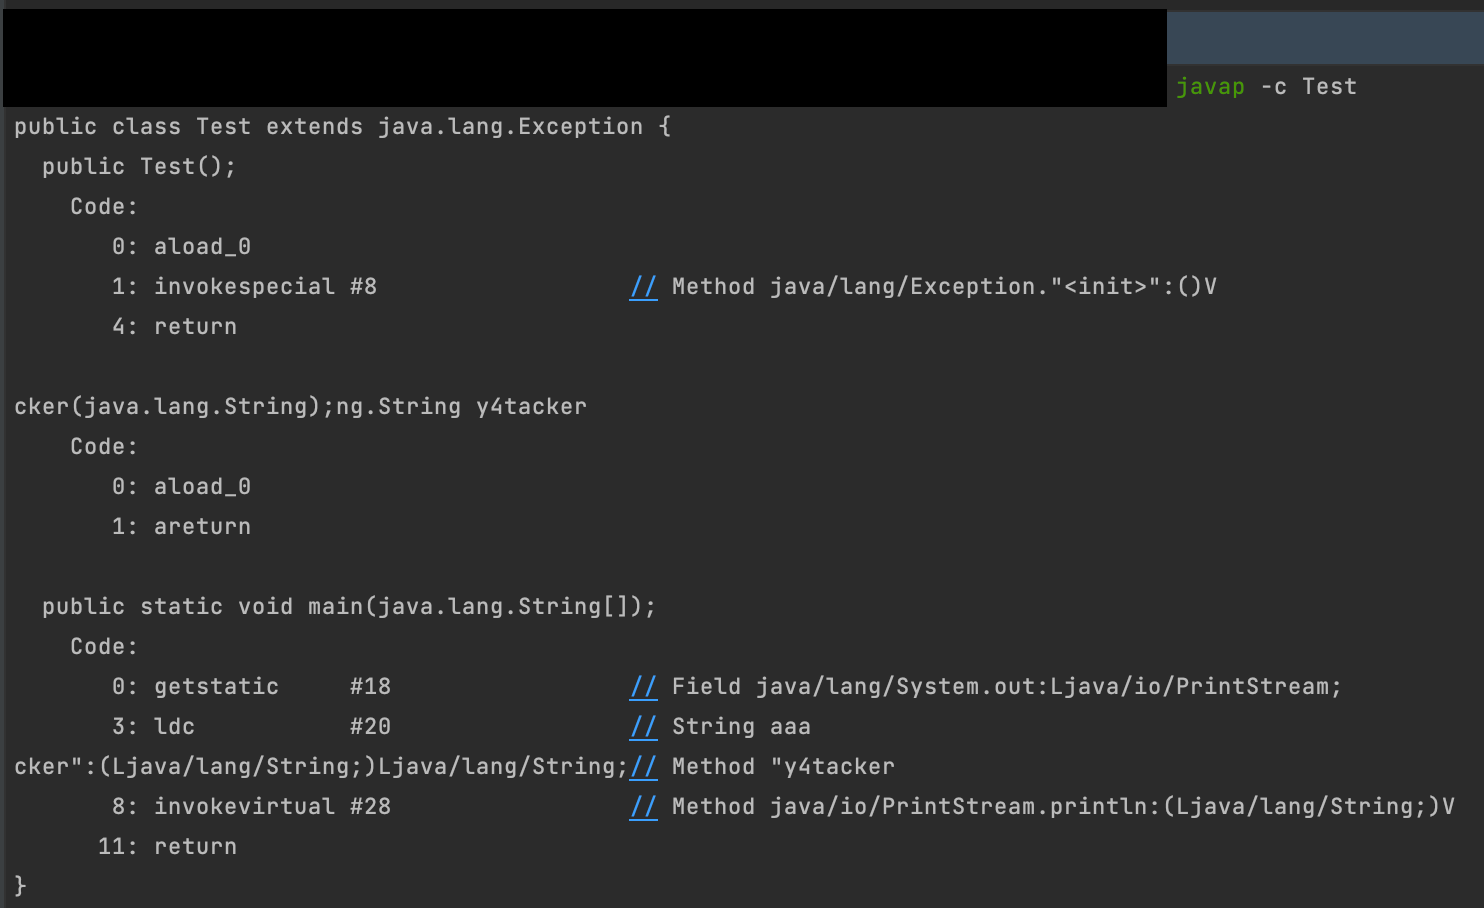 javap -c Test
public class Test extends java.lang.Exception {
  public Test();
    Code:
       0: aload_0
       1: invokespecial #8                  // Method java/lang/Exception."<init>":()V
       4: return

cker(java.lang.String);ng.String y4tacker
    Code:
       0: aload_0
       1: areturn

  public static void main(java.lang.String[]);
    Code:
       0: getstatic     #18                 // Field java/lang/System.out:Ljava/io/PrintStream;
       3: ldc           #20                 // String aaa
cker":(Ljava/lang/String;)Ljava/lang/String;// Method "y4tacker
       8: invokevirtual #28                 // Method java/io/PrintStream.println:(Ljava/lang/String;)V
      11: return
}